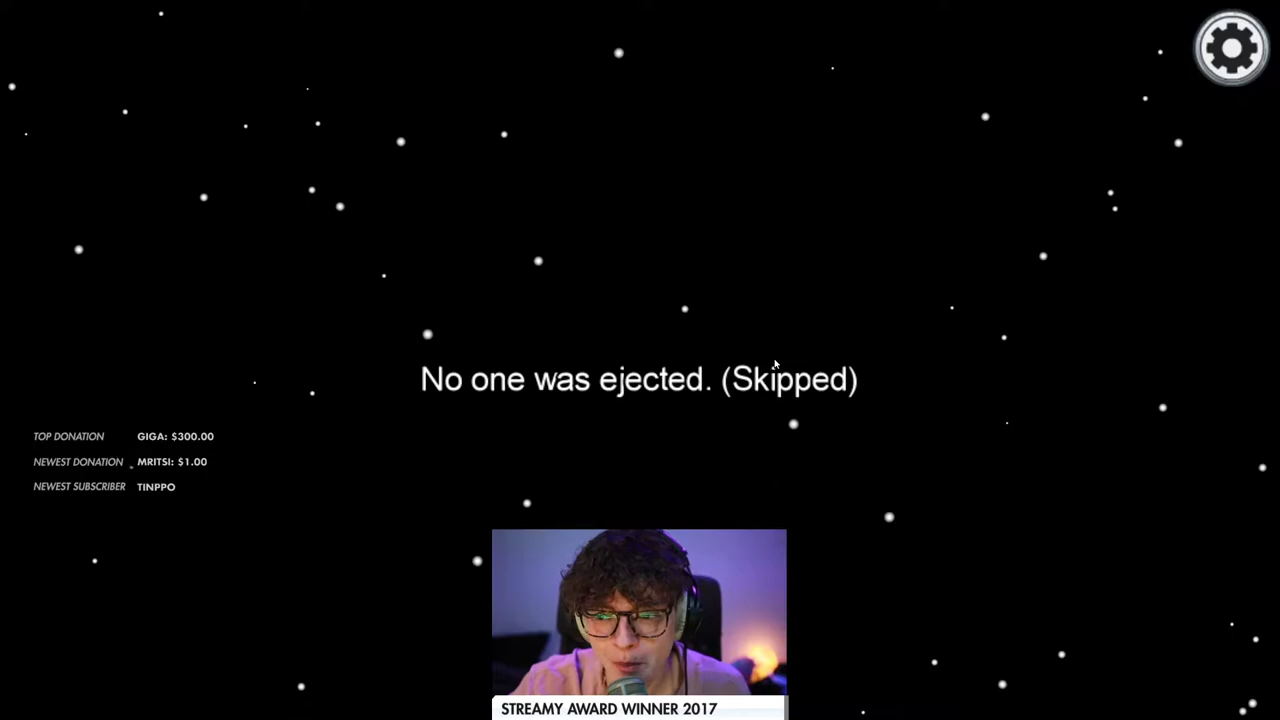 No one was ejected. (Skipped)
TOP DONATION GIGA: $300.00
NEWEST DONATION MRITSI: $1.00
NEWEST SUBSCRIBER TINPPO
STREAMY AWARD WINNER 2017